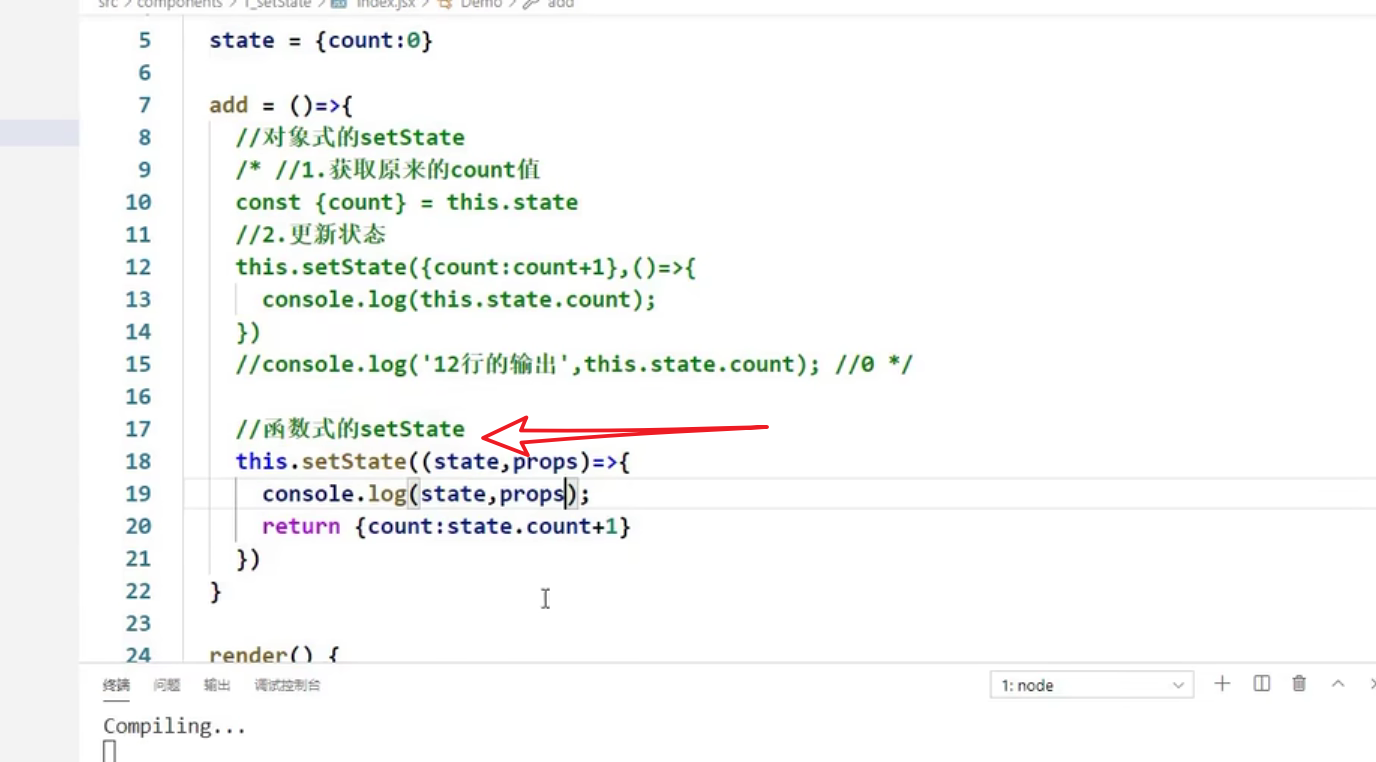 src > components > 1_setState > index.jsx > Demo > add
5 state = {count:0}
6
7 add = ()=>{
8 //对象式的setState
9 /* //1.获取原来的count值
10 const {count} = this.state
11 //2.更新状态
12 this.setState({count:count+1},()=>{
13 console.log(this.state.count);
14 })
15 //console.log('12行的输出',this.state.count); //0 */
16
17 //函数式的setState
18 this.setState((state,props)=>{
19 console.log(state,props);
20 return {count:state.count+1}
21 })
22 }
23
24 render() {
终端 问题 输出 调试控制台 1: node
Compiling...